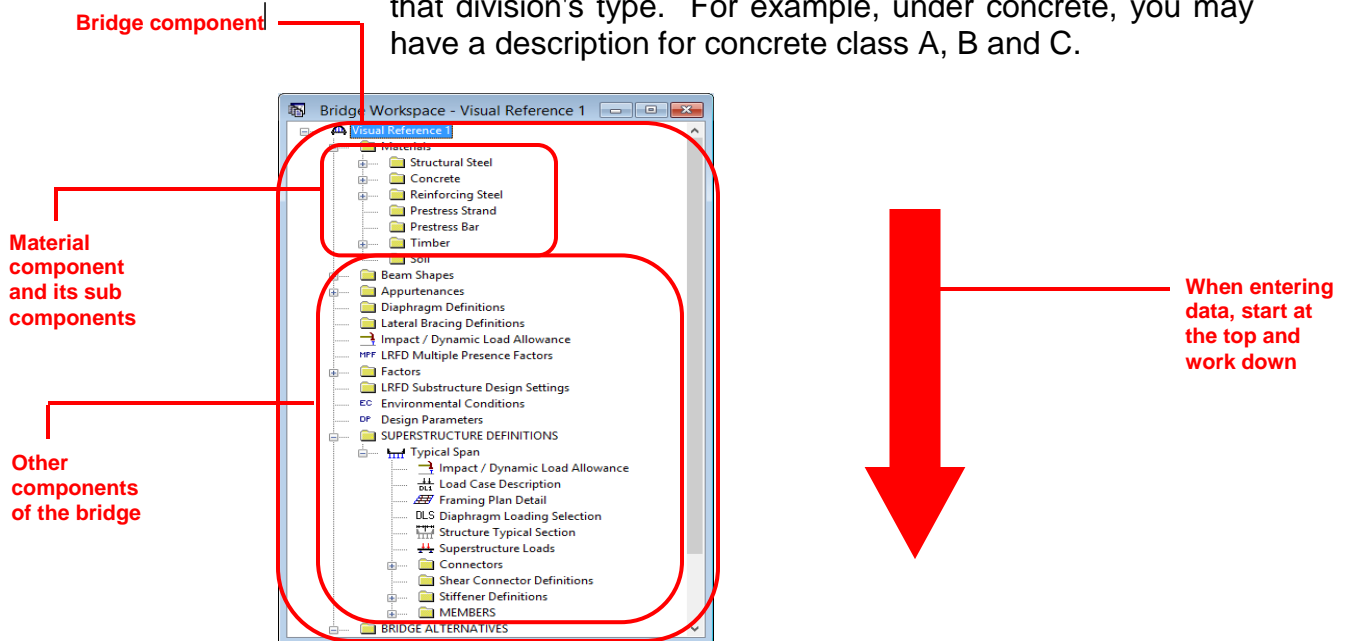 that division's type. For example, under concrete, you may
have a description for concrete class A, B and C.
Bridge component
Bridge Workspace - Visual Reference 1
Visual Reference 1
Materials
Structural Steel
Concrete
Reinforcing Steel
Prestress Strand
Prestress Bar
Timber
Soil
Beam Shapes
Appurtenances
Diaphragm Definitions
Lateral Bracing Definitions
Impact / Dynamic Load Allowance
MPF LRFD Multiple Presence Factors
Factors
LRFD Substructure Design Settings
EC Environmental Conditions
DP Design Parameters
SUPERSTRUCTURE DEFINITIONS
Typical Span
Impact / Dynamic Load Allowance
DL1 Load Case Description
Framing Plan Detail
DLS Diaphragm Loading Selection
Structure Typical Section
Superstructure Loads
Connectors
Shear Connector Definitions
Stiffener Definitions
MEMBERS
BRIDGE ALTERNATIVES
Material
component
and its sub
components
Other
components
of the bridge
When entering
data, start at
the top and
work down